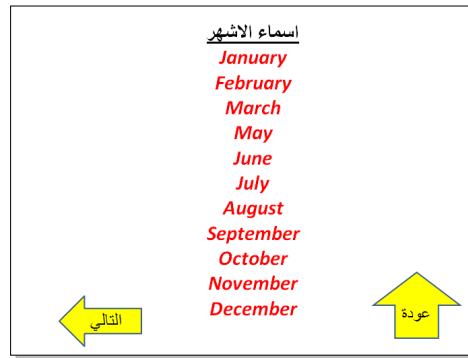 اسماء الاشهر
January
February
March
May
June
July
August
September
October
November
December
عودة
التالي